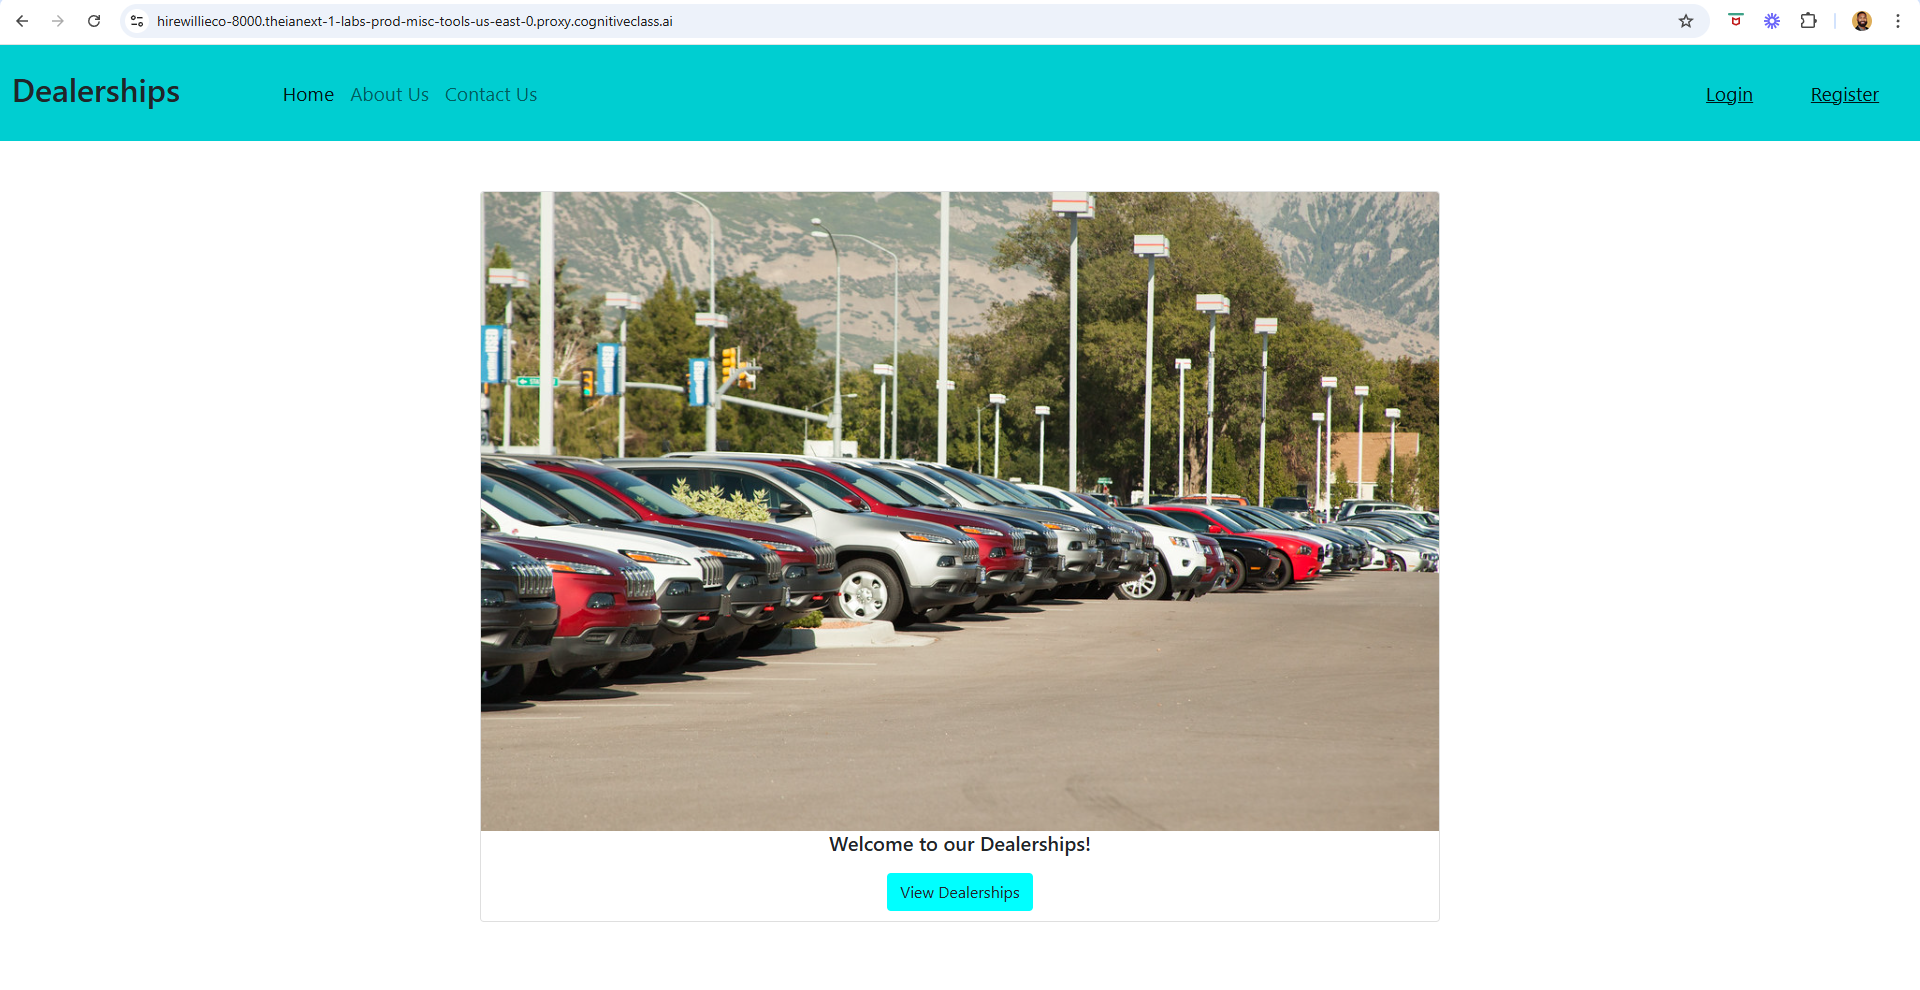 hirewillieco-8000.theianext-1-labs-prod-misc-tools-us-east-0.proxy.cognitiveclass.ai
Dealerships
Home About Us Contact Us
Login Register
Welcome to our Dealerships!
View Dealerships